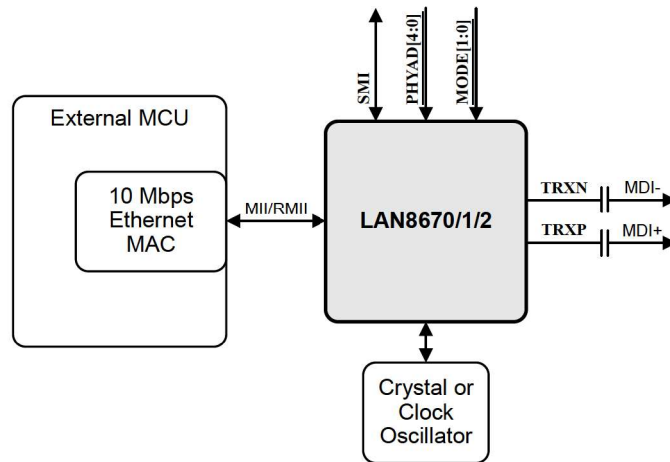 SMI
PHYAD[4:0]
MODE[1:0]
External MCU
10 Mbps
Ethernet
MAC
MII/RMII
LAN8670/1/2
TRXN
MDI-
TRXP
MDI+
Crystal or
Clock
Oscillator